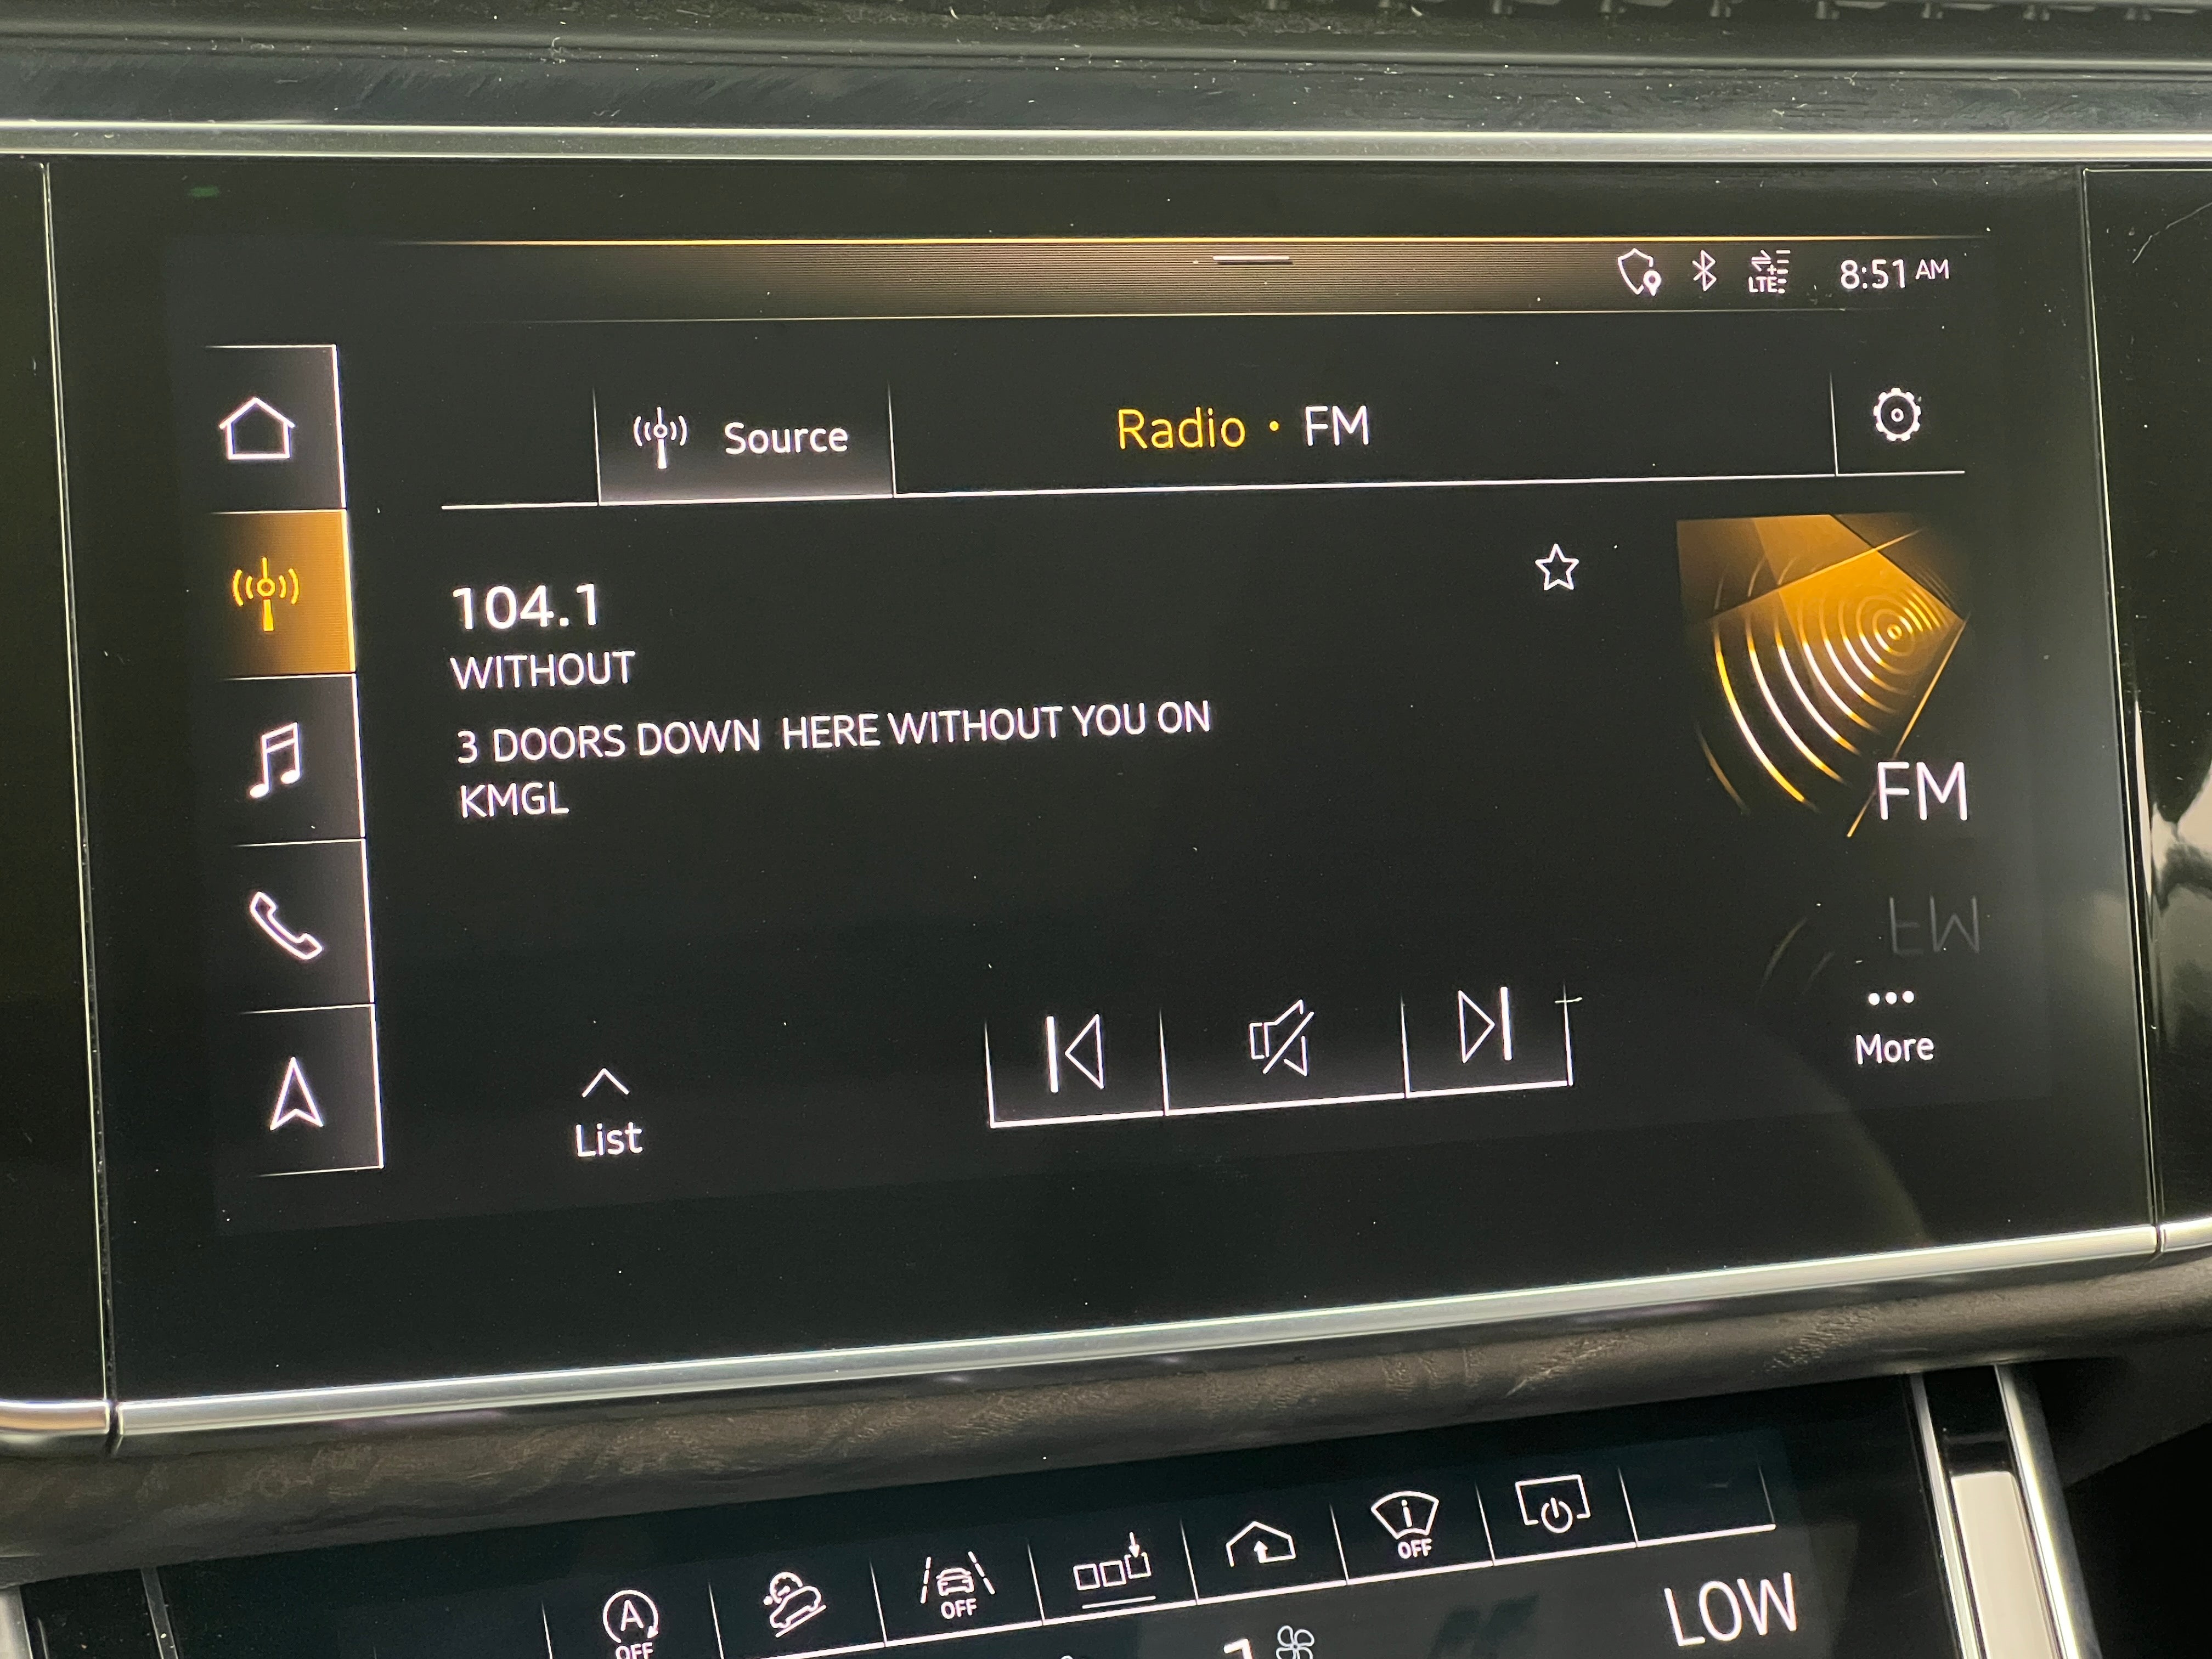 LTE
8:51 AM
Source
Radio • FM
104.1
WITHOUT
3 DOORS DOWN  HERE WITHOUT YOU ON
KMGL
FM
List
More
A
OFF
OFF
i
OFF
LOW